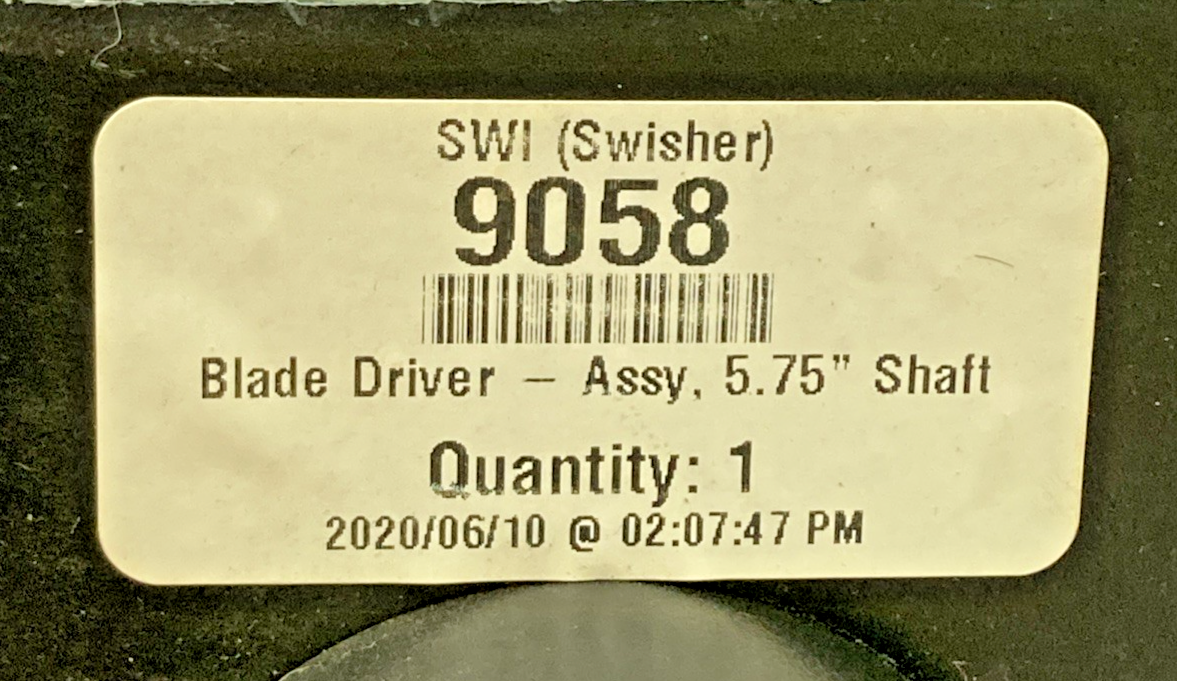 SWI (Swisher)
9058
Blade Driver – Assy, 5.75" Shaft
Quantity: 1
2020/06/10 @ 02:07:47 PM